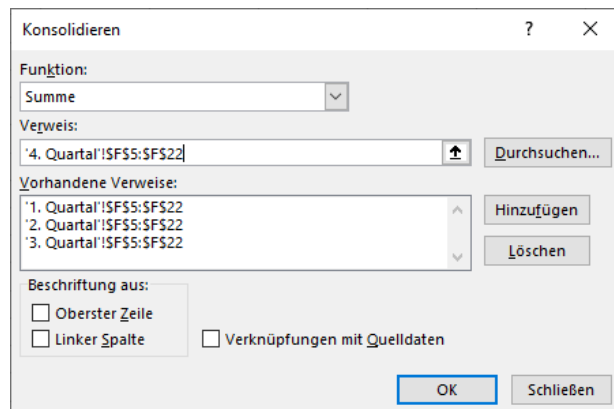 Konsolidieren ?
Funktion:
Summe
Verweis:
'4. Quartal'!$F$5:$F$22
Durchsuchen...
Vorhandene Verweise:
'1. Quartal'!$F$5:$F$22
'2. Quartal'!$F$5:$F$22
'3. Quartal'!$F$5:$F$22
Hinzufügen
Löschen
Beschriftung aus:
Oberster Zeile
Linker Spalte
Verknüpfungen mit Quelldaten
OK
Schließen